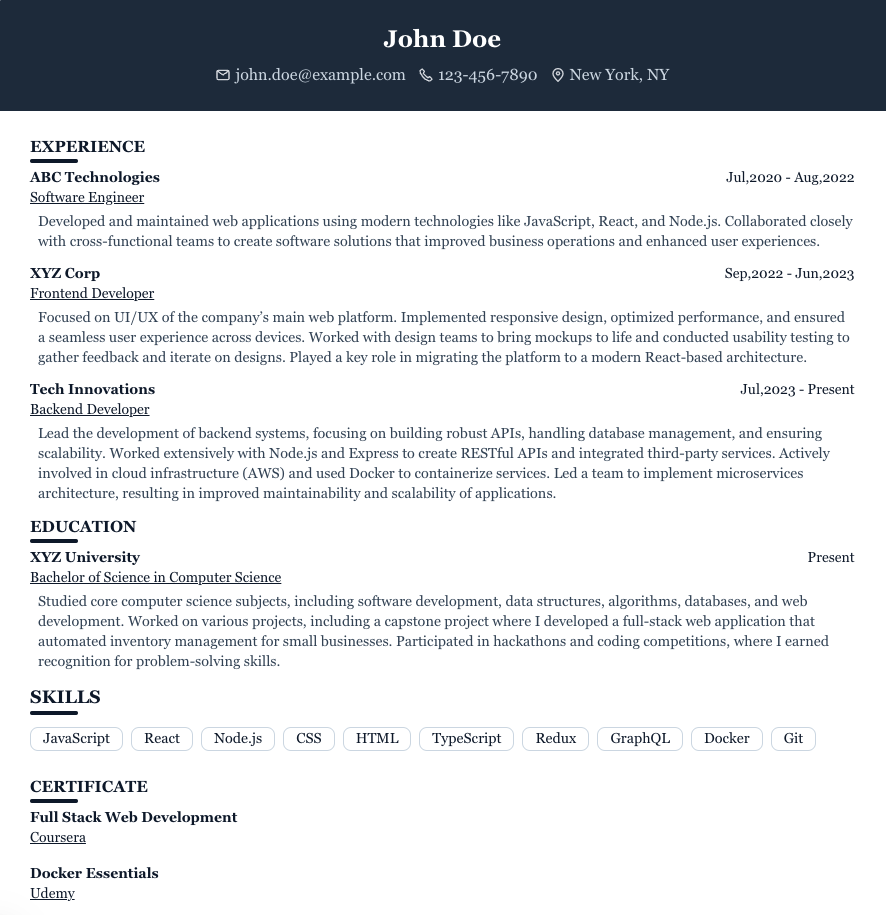 John Doe
john.doe@example.com 123-456-7890 New York, NY
EXPERIENCE
ABC Technologies Jul,2020 - Aug,2022
Software Engineer
Developed and maintained web applications using modern technologies like JavaScript, React, and Node.js. Collaborated closely
with cross-functional teams to create software solutions that improved business operations and enhanced user experiences.
XYZ Corp Sep,2022 - Jun,2023
Frontend Developer
Focused on UI/UX of the company’s main web platform. Implemented responsive design, optimized performance, and ensured
a seamless user experience across devices. Worked with design teams to bring mockups to life and conducted usability testing to
gather feedback and iterate on designs. Played a key role in migrating the platform to a modern React-based architecture.
Tech Innovations Jul,2023 - Present
Backend Developer
Lead the development of backend systems, focusing on building robust APIs, handling database management, and ensuring
scalability. Worked extensively with Node.js and Express to create RESTful APIs and integrated third-party services. Actively
involved in cloud infrastructure (AWS) and used Docker to containerize services. Led a team to implement microservices
architecture, resulting in improved maintainability and scalability of applications.
EDUCATION
XYZ University Present
Bachelor of Science in Computer Science
Studied core computer science subjects, including software development, data structures, algorithms, databases, and web
development. Worked on various projects, including a capstone project where I developed a full-stack web application that
automated inventory management for small businesses. Participated in hackathons and coding competitions, where I earned
recognition for problem-solving skills.
SKILLS
JavaScript React Node.js CSS HTML TypeScript Redux GraphQL Docker Git
CERTIFICATE
Full Stack Web Development
Coursera
Docker Essentials
Udemy